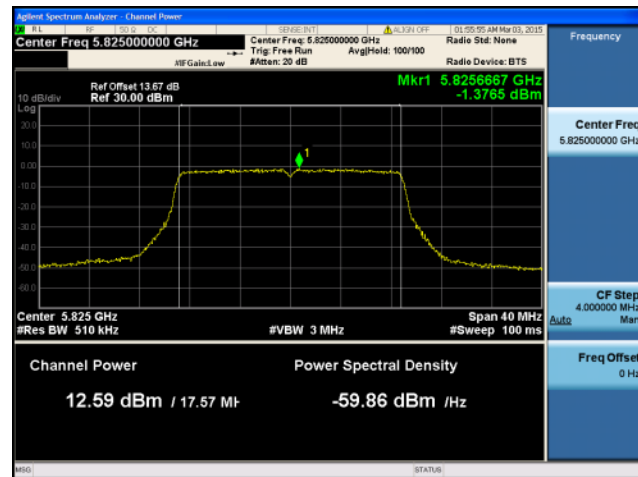 Agilent Spectrum Analyzer - Channel Power
RL RF 50 Ω DC SENSE:INT ALIGN OFF 01:55:55 AM Mar 03, 2015
Center Freq 5.825000000 GHz
Center Freq: 5.825000000 GHz
Radio Std: None
Trig: Free Run Avg|Hold: 100/100
#IFGain:Low #Atten: 20 dB Radio Device: BTS
Frequency
Ref Offset 13.67 dB
Mkr1 5.8256667 GHz
10 dB/div Ref 30.00 dBm -1.3765 dBm
Log
20.0
10.0
0.00
-10.0
-20.0
-30.0
-40.0
-50.0
-60.0
1
Center 5.825 GHz Span 40 MHz
#Res BW 510 kHz #VBW 3 MHz #Sweep 100 ms
Channel Power Power Spectral Density
12.59 dBm / 17.57 MH -59.86 dBm /Hz
Center Freq
5.825000000 GHz
CF Step
4.000000 MHz
Auto Man
Freq Offset
0 Hz
MSG STATUS